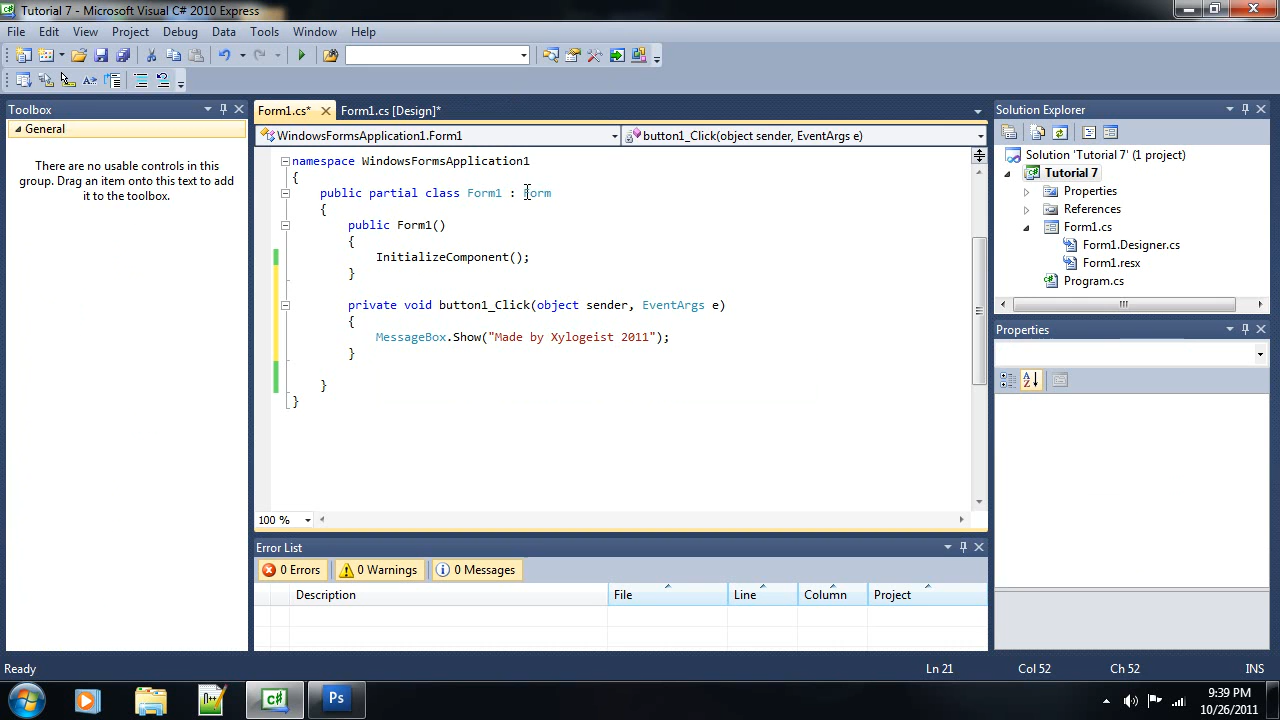 Tutorial 7 - Microsoft Visual C# 2010 Express
File Edit View Project Debug Data Tools Window Help
Toolbox
General
There are no usable controls in this
group. Drag an item onto this text to add
it to the toolbox.
Form1.cs*
Form1.cs [Design]*
WindowsFormsApplication1.Form1
button1_Click(object sender, EventArgs e)
namespace WindowsFormsApplication1
{
public partial class Form1 : Form
{
public Form1()
{
InitializeComponent();
}
private void button1_Click(object sender, EventArgs e)
{
MessageBox.Show("Made by Xylogeist 2011");
}
}
}
100 %
Error List
0 Errors
0 Warnings
0 Messages
Description File Line Column Project
Solution Explorer
Solution 'Tutorial 7' (1 project)
Tutorial 7
Properties
References
Form1.cs
Form1.Designer.cs
Form1.resx
Program.cs
Properties
Ready Ln 21 Col 52 Ch 52 INS
N++
C#
Ps
9:39 PM
10/26/2011